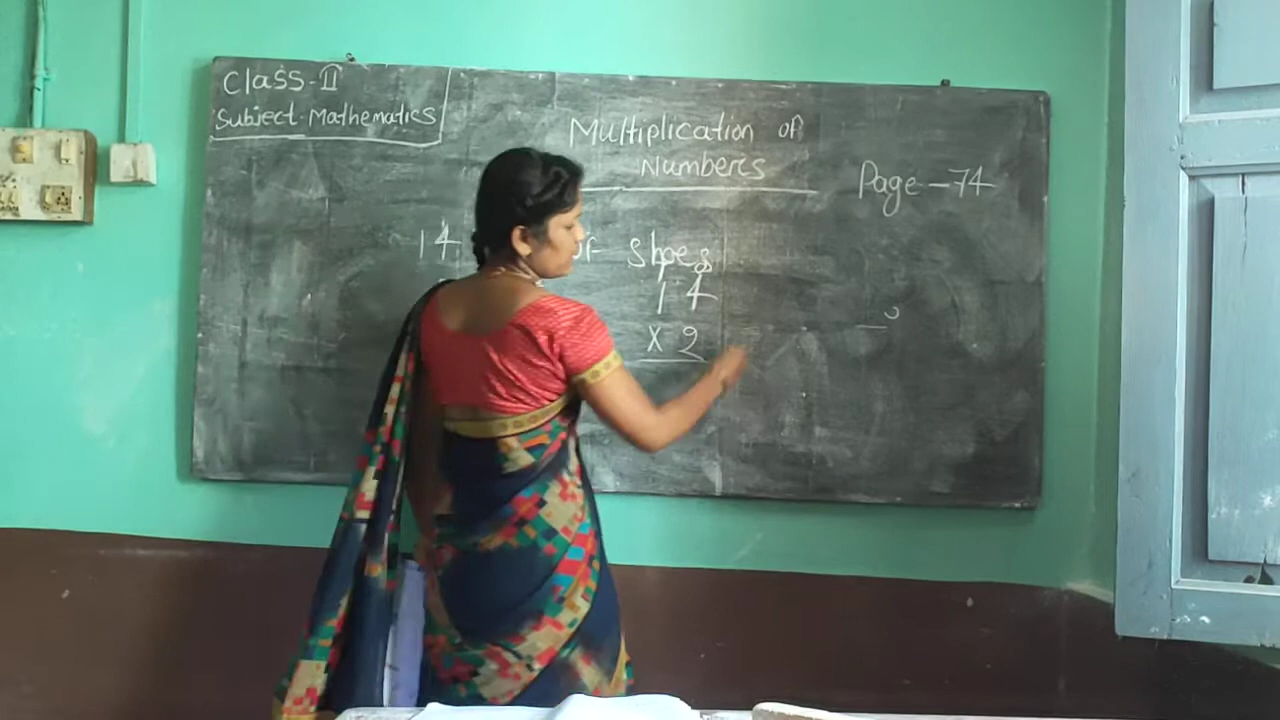 Class-II
Subject-Mathematics
Multiplication of
Numbers
Page-74
14 of shoes
14
x 2